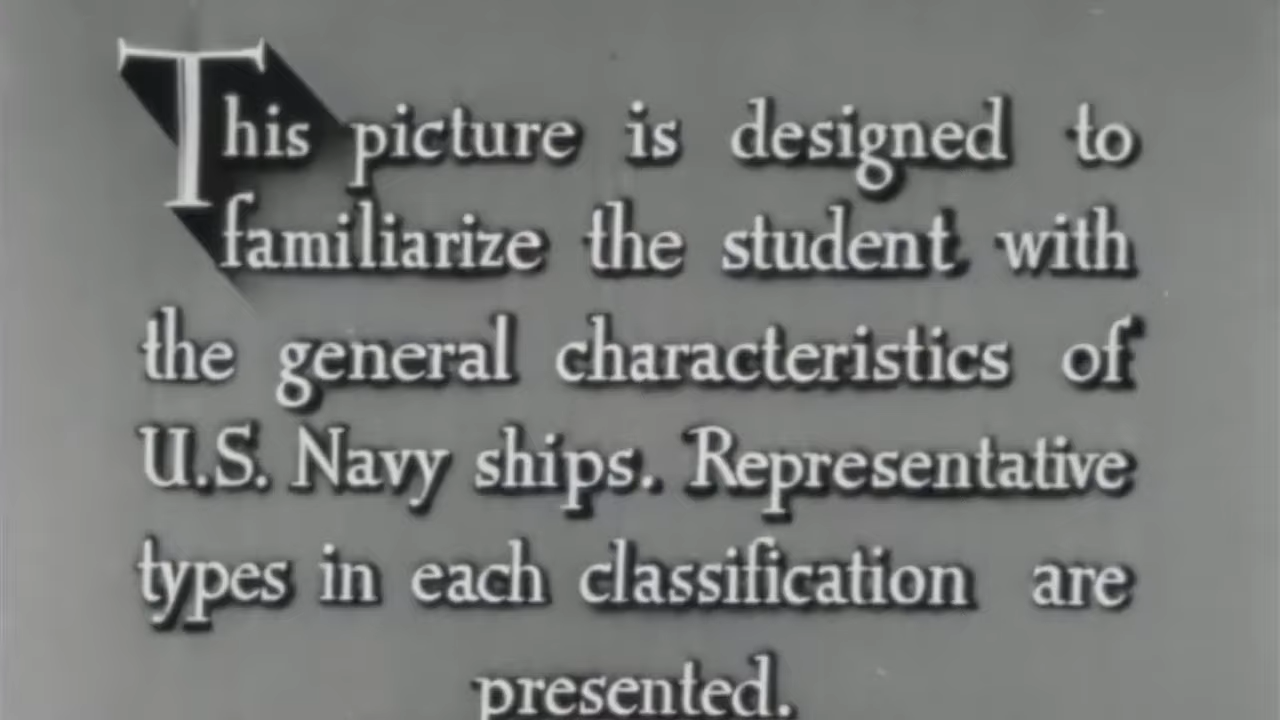 This picture is designed to
familiarize the student with
the general characteristics of
U.S. Navy ships. Representative
types in each classification are
presented.